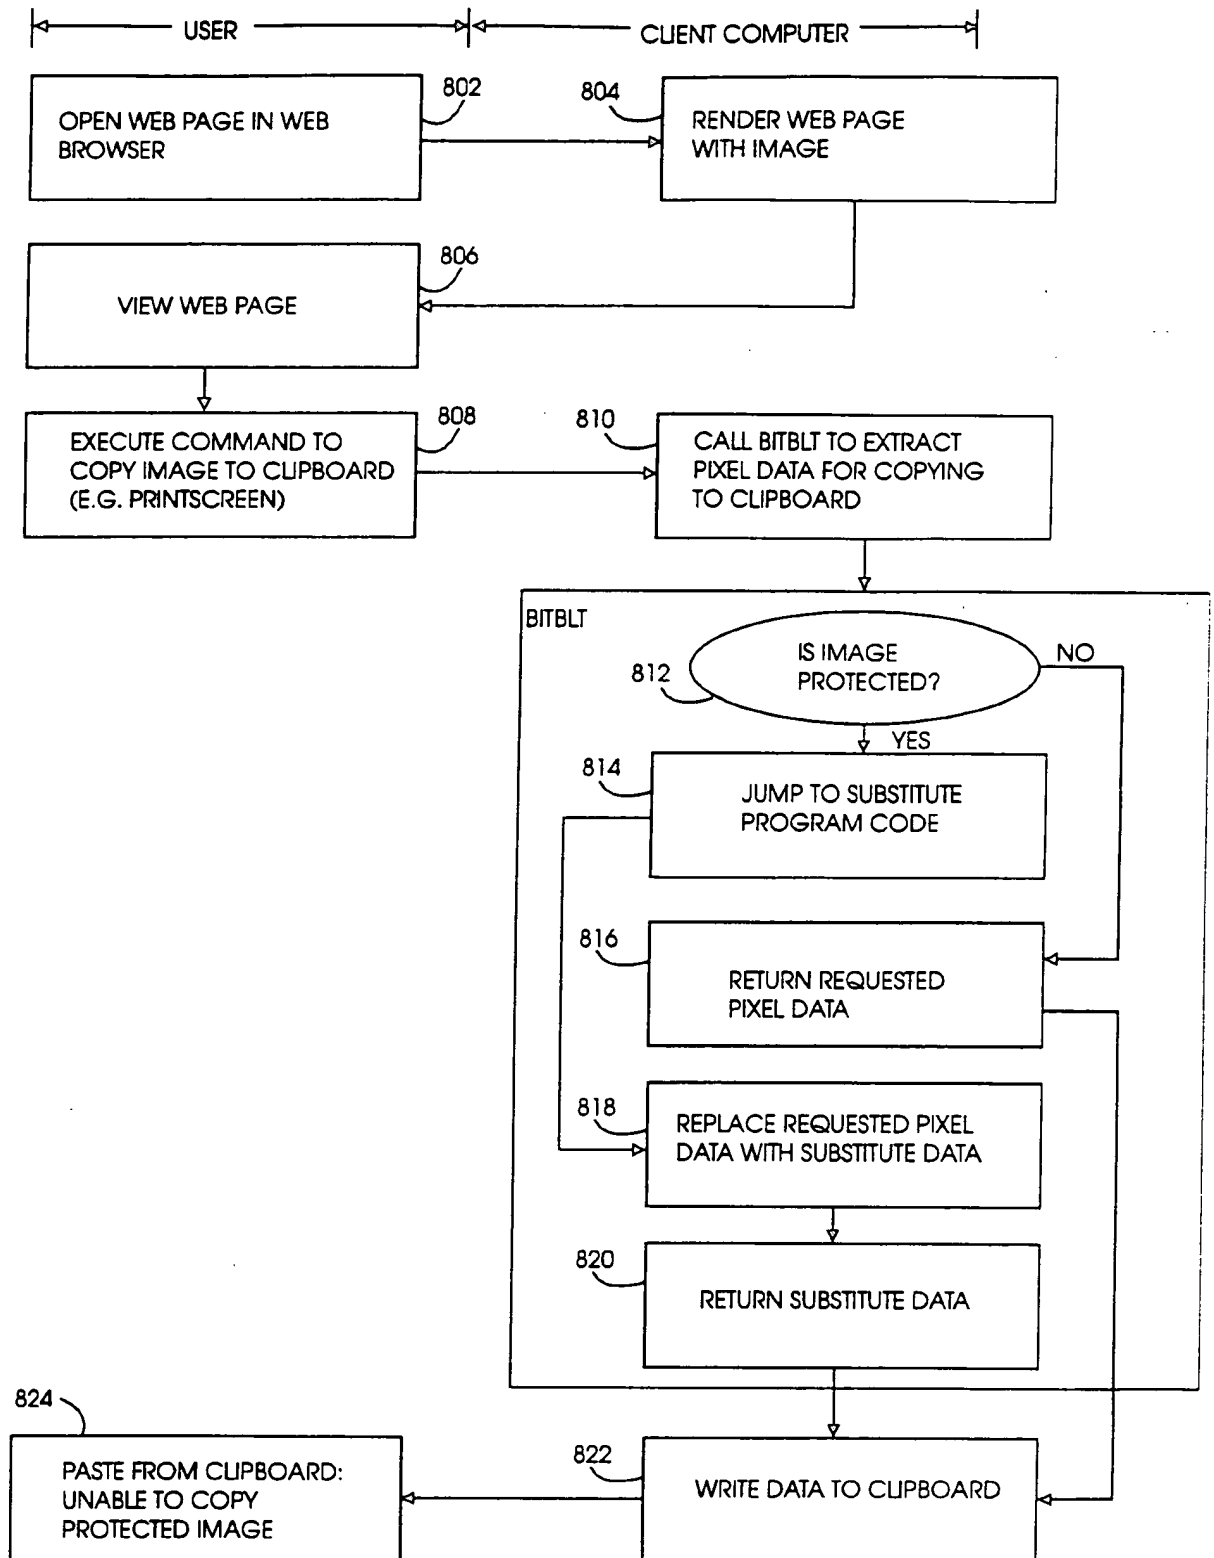 USER
CLIENT COMPUTER
802
804
OPEN WEB PAGE IN WEB
BROWSER
RENDER WEB PAGE
WITH IMAGE
806
VIEW WEB PAGE
808
810
EXECUTE COMMAND TO
COPY IMAGE TO CLIPBOARD
(E.G. PRINTSCREEN)
CALL BITBLT TO EXTRACT
PIXEL DATA FOR COPYING
TO CLIPBOARD
BITBLT
IS IMAGE
PROTECTED?
NO
812
YES
814
JUMP TO SUBSTITUTE
PROGRAM CODE
816
RETURN REQUESTED
PIXEL DATA
818
REPLACE REQUESTED PIXEL
DATA WITH SUBSTITUTE DATA
820
RETURN SUBSTITUTE DATA
824
822
PASTE FROM CLIPBOARD:
UNABLE TO COPY
PROTECTED IMAGE
WRITE DATA TO CLIPBOARD